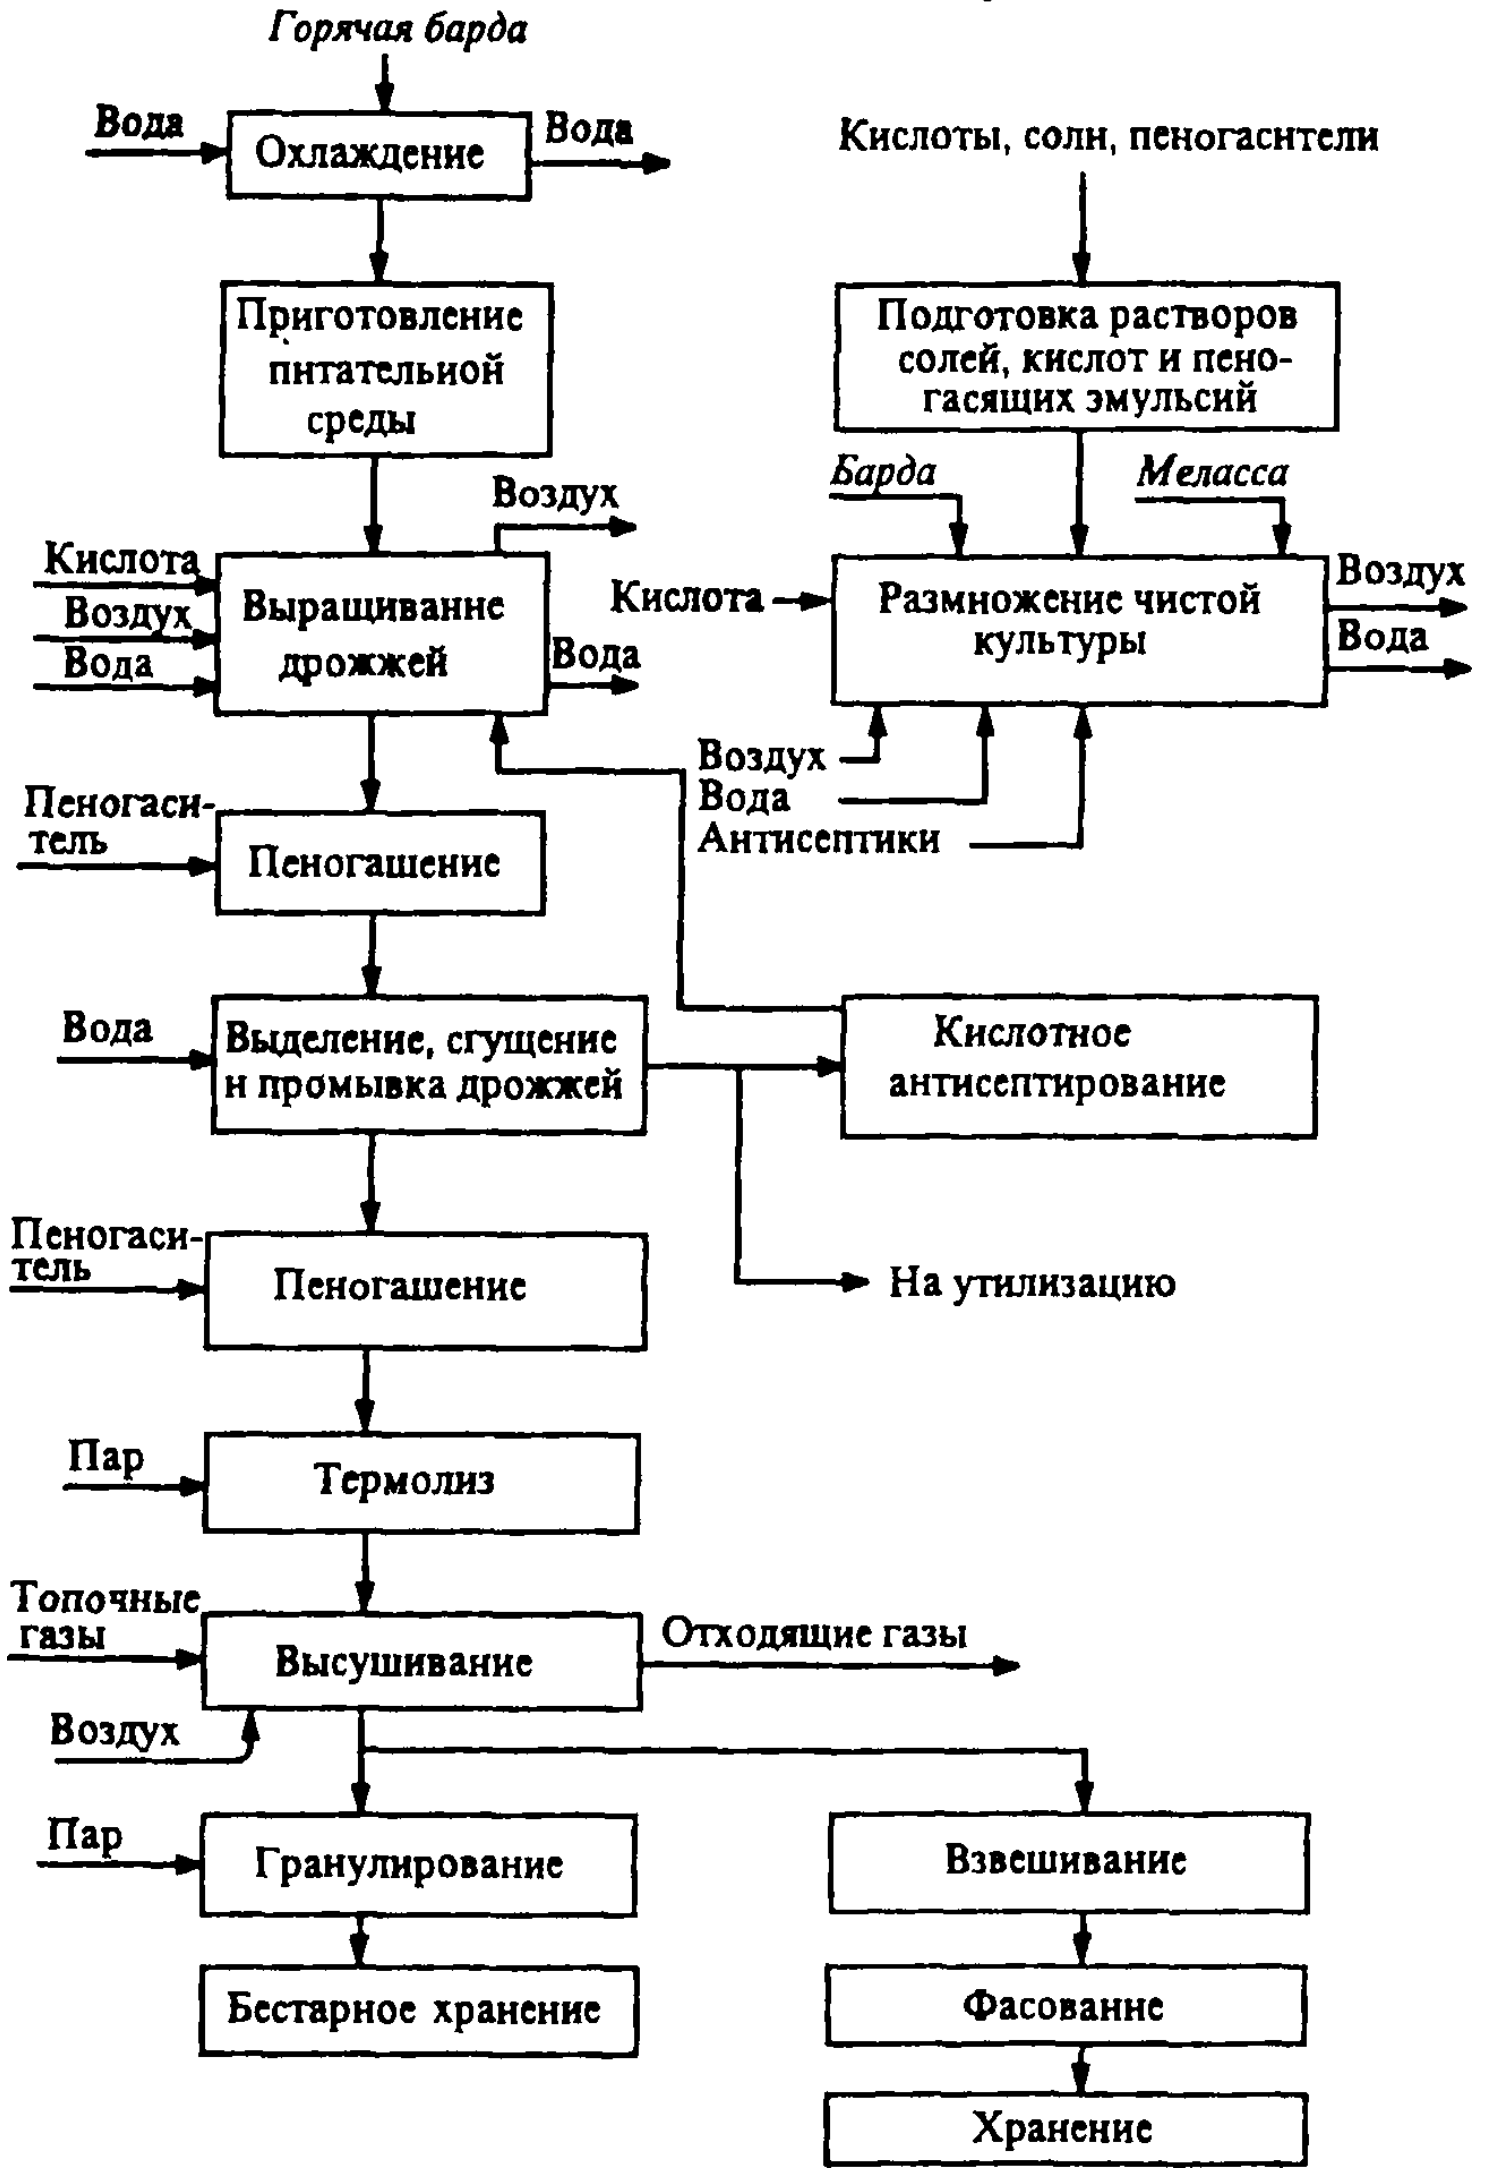 Горячая барда
Вода
Охлаждение
Вода
Кислоты, соли, пеногасители
Приготовление
питательной
среды
Подготовка растворов
солей, кислот и пено-
гасящих эмульсий
Барда
Меласса
Воздух
Кислота
Воздух
Вода
Выращивание
дрожжей
Вода
Кислота
Размножение чистой
культуры
Воздух
Вода
Воздух
Вода
Антисептики
Пеногаси-
тель
Пеногашение
Вода
Выделение, сгущение
и промывка дрожжей
Кислотное
антисептирование
Пеногаси-
тель
Пеногашение
На утилизацию
Пар
Термолиз
Топочные
газы
Высушивание
Отходящие газы
Воздух
Пар
Гранулирование
Взвешивание
Бестарное хранение
Фасование
Хранение